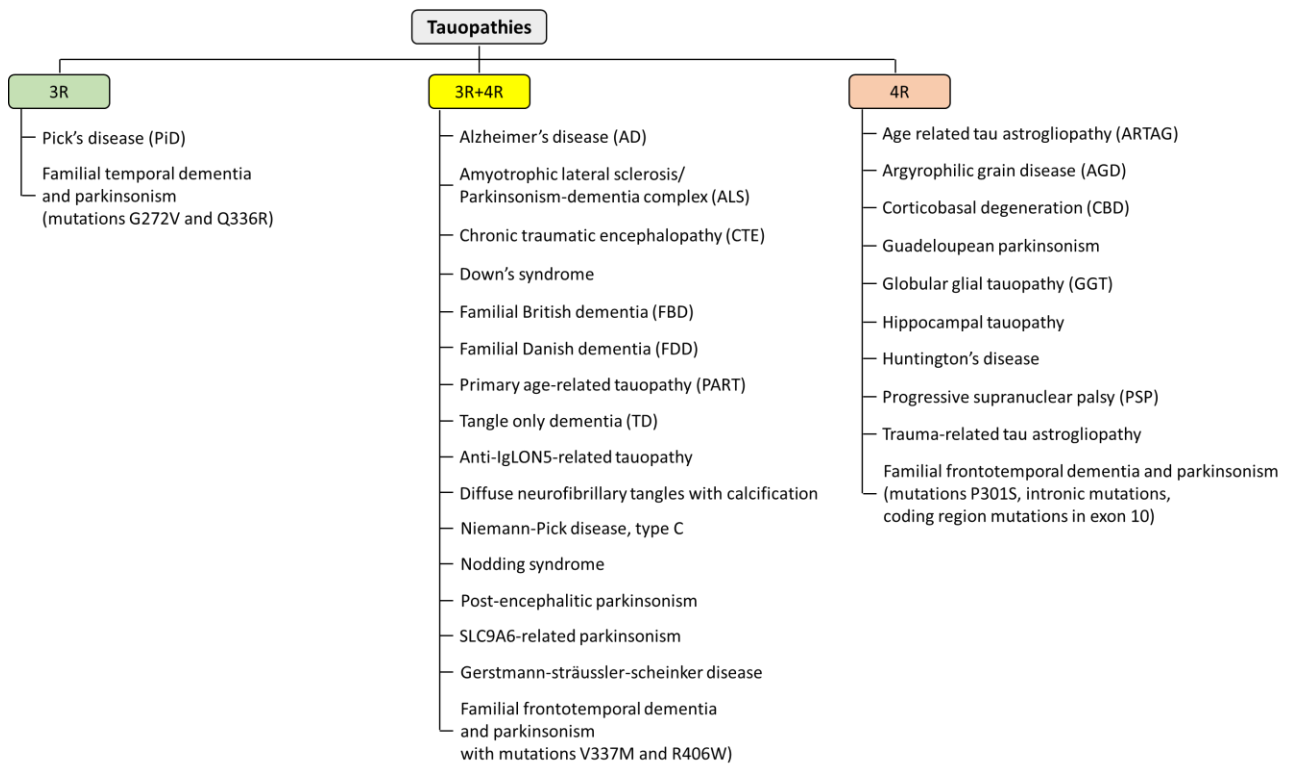 Tauopathies
3R
Pick’s disease (PiD)
Familial temporal dementia
and parkinsonism
(mutations G272V and Q336R)
3R+4R
Alzheimer’s disease (AD)
Amyotrophic lateral sclerosis/
Parkinsonism-dementia complex (ALS)
Chronic traumatic encephalopathy (CTE)
Down’s syndrome
Familial British dementia (FBD)
Familial Danish dementia (FDD)
Primary age-related tauopathy (PART)
Tangle only dementia (TD)
Anti-IgLON5-related tauopathy
Diffuse neurofibrillary tangles with calcification
Niemann-Pick disease, type C
Nodding syndrome
Post-encephalitic parkinsonism
SLC9A6-related parkinsonism
Gerstmann-sträussler-scheinker disease
Familial frontotemporal dementia
and parkinsonism
with mutations V337M and R406W)
4R
Age related tau astrogliopathy (ARTAG)
Argyrophilic grain disease (AGD)
Corticobasal degeneration (CBD)
Guadeloupean parkinsonism
Globular glial tauopathy (GGT)
Hippocampal tauopathy
Huntington’s disease
Progressive supranuclear palsy (PSP)
Trauma-related tau astrogliopathy
Familial frontotemporal dementia and parkinsonism
(mutations P301S, intronic mutations,
coding region mutations in exon 10)